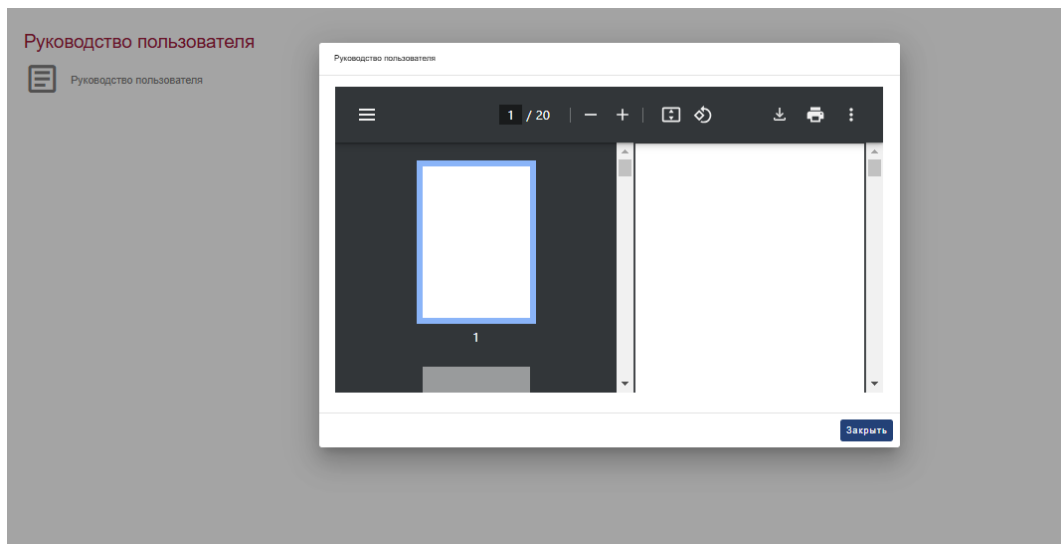 Руководство пользователя
Руководство пользователя
Руководство пользователя
1 / 20
1
Закрыть